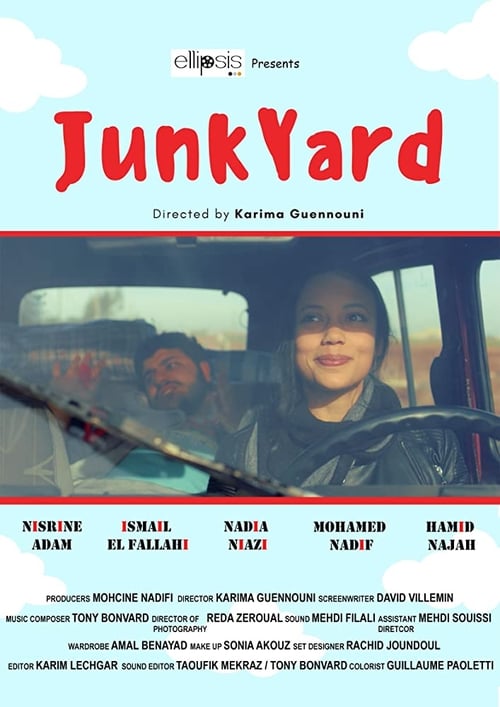 ellipsis Presents
JunkYard
Directed by Karima Guennouni
NISRINE ADAM
ISMAIL EL FALLAHI
NADIA NIAZI
MOHAMED NADIF
HAMID NAJAH
PRODUCERS MOHCINE NADIFI DIRECTOR KARIMA GUENNOUNI SCREENWRITER DAVID VILLEMIN
MUSIC COMPOSER TONY BONVARD DIRECTOR OF PHOTOGRAPHY REDA ZEROUAL SOUND MEHDI FILALI ASSISTANT DIRETCOR MEHDI SOUISSI
WARDROBE AMAL BENAYAD MAKE UP SONIA AKOUZ SET DESIGNER RACHID JOUNDOUL
EDITOR KARIM LECHGAR SOUND EDITOR TAOUFIK MEKRAZ / TONY BONVARD COLORIST GUILLAUME PAOLETTI